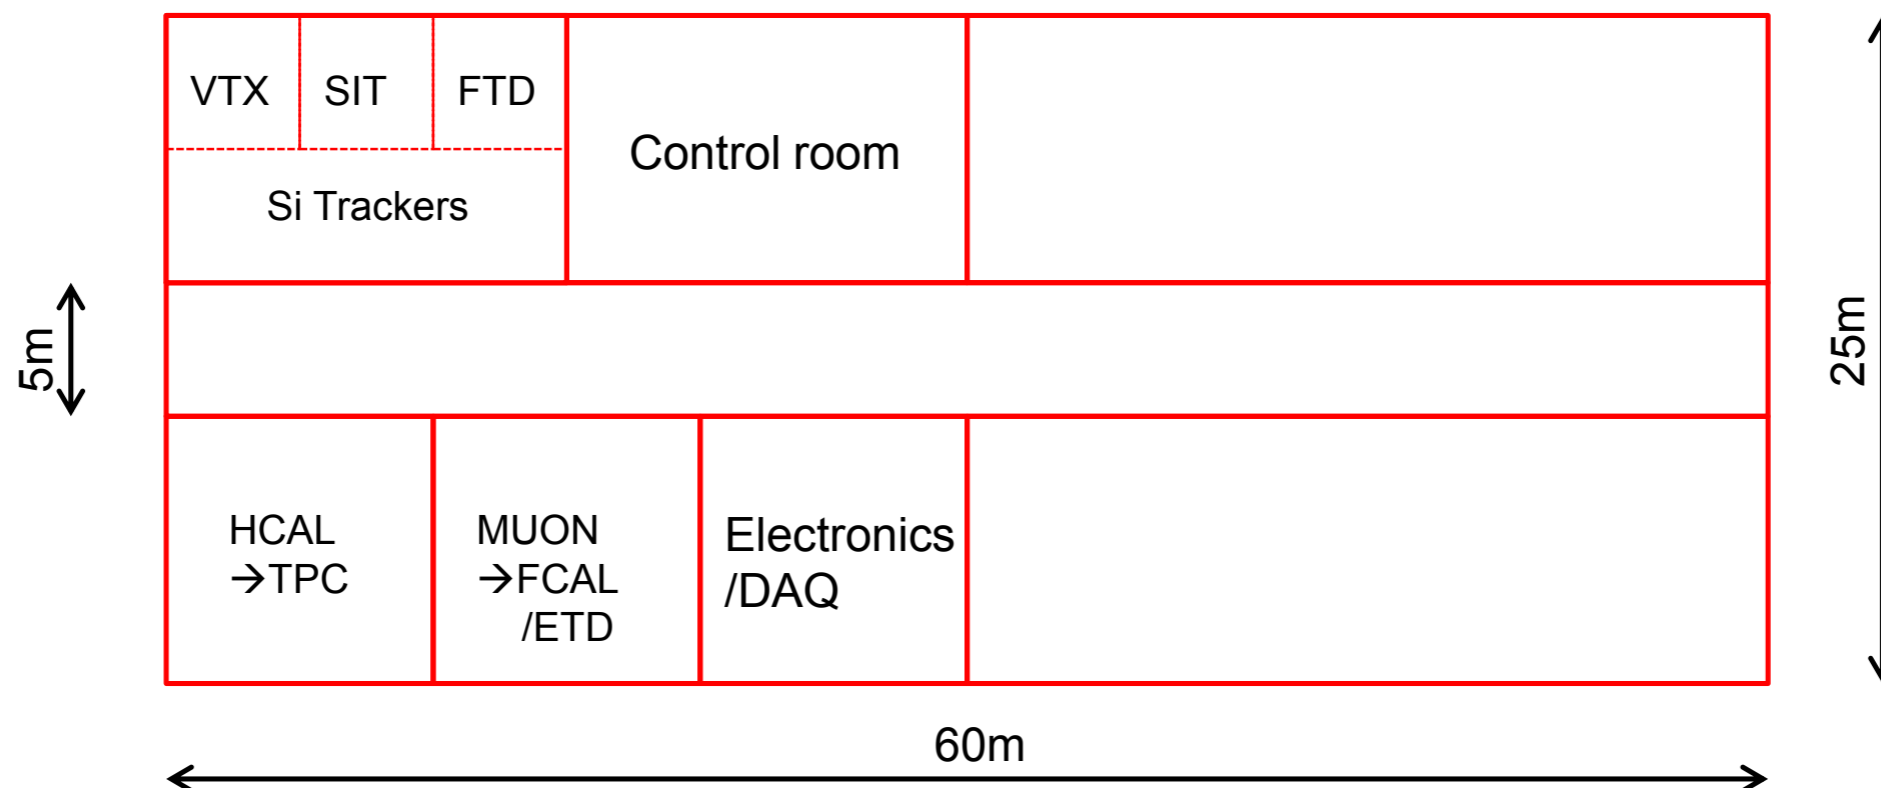 VTX
SIT
FTD
Control room
Si Trackers
5m
25m
HCAL
→TPC
MUON
→FCAL
/ETD
Electronics
/DAQ
60m